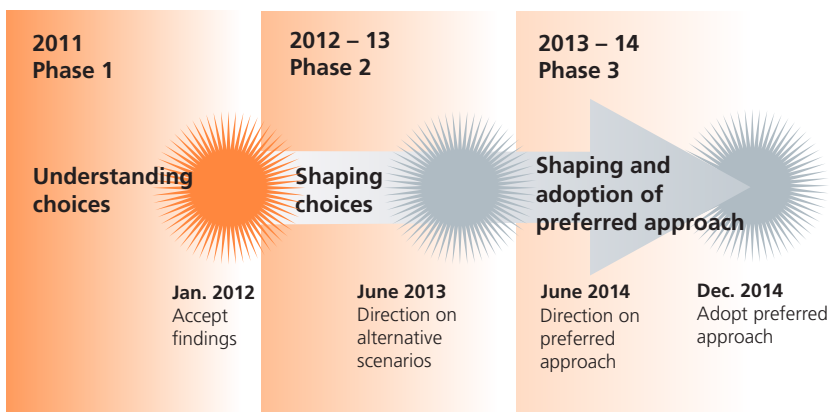 2011
Phase 1
2012 – 13
Phase 2
2013 – 14
Phase 3
Understanding
choices
Shaping
choices
Shaping and
adoption of
preferred approach
Jan. 2012
Accept
findings
June 2013
Direction on
alternative
scenarios
June 2014
Direction on
preferred
approach
Dec. 2014
Adopt preferred
approach